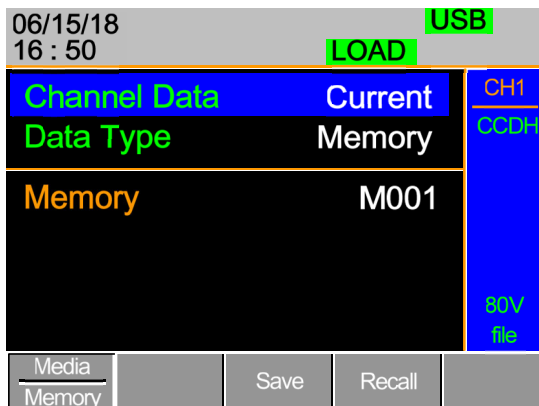 06/15/18
USB
16 : 50
LOAD
Channel Data Current
Data Type Memory
Memory M001
CH1
CCDH
80V
file
Media
Memory
Save
Recall